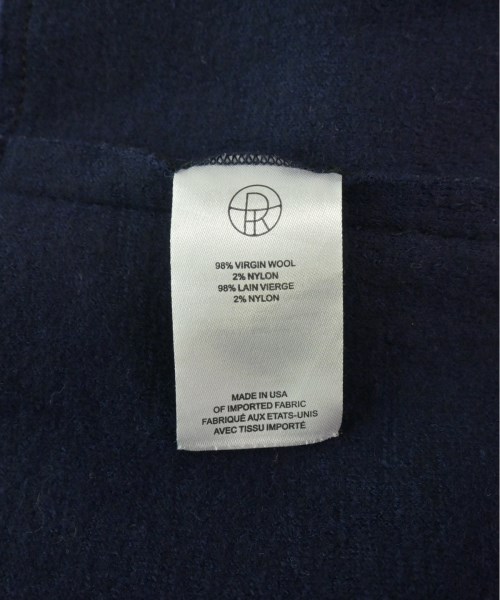 98% VIRGIN WOOL
2% NYLON
98% LAIN VIERGE
2% NYLON
MADE IN USA
OF IMPORTED FABRIC
FABRIQUÉ AUX ETATS-UNIS
AVEC TISSU IMPORTÉ